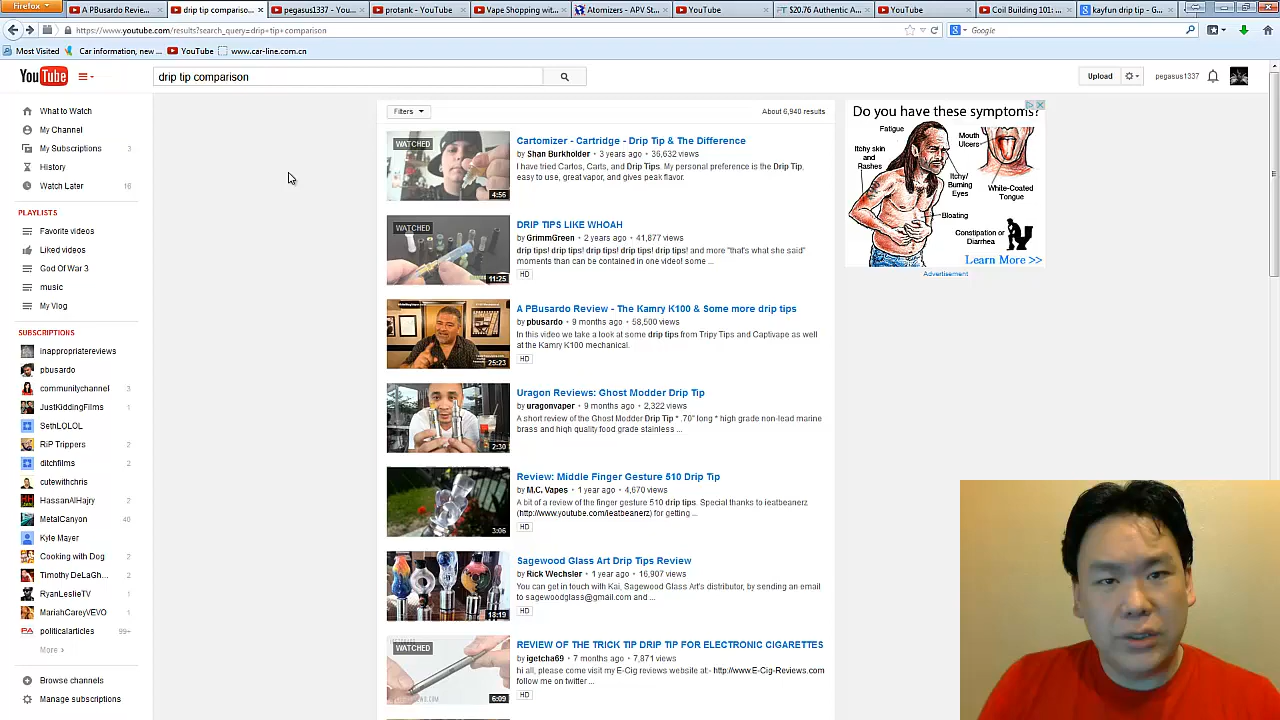 Firefox
A PBusardo Revie...
drip tip compariso...
pegasus1337 - You...
protank - YouTube
Vape Shopping wit...
Atomizers - APV St...
YouTube
$20.76 Authentic A...
YouTube
Coil Building 101: ...
kayfun drip tip - G...
https://www.youtube.com/results?search_query=drip+tip+comparison
Google
Most Visited
Car information, new ...
YouTube
www.car-line.com.cn
YouTube
drip tip comparison
Upload
pegasus1337
What to Watch
My Channel
My Subscriptions 3
History
Watch Later 16
PLAYLISTS
Favorite videos
Liked videos
God Of War 3
music
My Vlog
SUBSCRIPTIONS
inappropriatereviews
pbusardo
communitychannel 3
JustKiddingFilms 1
SethLOLOL
RiP Trippers 2
ditchfilms 2
cutewithchris
HassanAlHajry 2
MetalCanyon 40
Kyle Mayer
Cooking with Dog 2
Timothy DeLaGh... 2
RyanLeslieTV 1
MariahCareyVEVO 1
politicalarticles 99+
More
Browse channels
Manage subscriptions
Filters
About 6,940 results
WATCHED
4:56
Cartomizer - Cartridge - Drip Tip & The Difference
by Shan Burkholder • 3 years ago • 36,632 views
I have tried Cartos, Carts, and Drip Tips. My personal preference is the Drip Tip,
easy to use, great vapor, and gives peak flavor.
WATCHED
11:25
DRIP TIPS LIKE WHOAH
by GrimmGreen • 2 years ago • 41,877 views
drip tips! drip tips! drip tips! drip tips! drip tips! and more "that's what she said"
moments than can be contained in one video! some ...
HD
25:23
A PBusardo Review - The Kamry K100 & Some more drip tips
by pbusardo • 9 months ago • 58,500 views
In this video we take a look at some drip tips from Tripy Tips and Captivape as well
at the Kamry K100 mechanical.
HD
2:30
Uragon Reviews: Ghost Modder Drip Tip
by uragonvaper • 9 months ago • 2,322 views
A short review of the Ghost Modder Drip Tip * .70" long * high grade non-lead marine
brass and high quality food grade stainless ...
3:06
Review: Middle Finger Gesture 510 Drip Tip
by M.C. Vapes • 1 year ago • 4,670 views
A bit of a review of the finger gesture 510 drip tips. Special thanks to ieatbeanerz
(http://www.youtube.com/ieatbeanerz) for getting ...
HD
18:19
Sagewood Glass Art Drip Tips Review
by Rick Wechsler • 1 year ago • 16,907 views
You can get in touch with Kai, Sagewood Glass Art's distributor, by sending an email
to sagewoodglass@gmail.com and ...
HD
WATCHED
6:09
REVIEW OF THE TRICK TIP DRIP TIP FOR ELECTRONIC CIGARETTES
by igetcha69 • 7 months ago • 7,871 views
hi all, please come visit my E-cig reviews website at:- http://www.E-Cig-Reviews.com
follow me on twitter ...
HD
Do you have these symptoms?
Fatigue
Mouth
Ulcers
Itchy skin
and
Rashes
Itchy/
Burning
Eyes
White-Coated
Tongue
Bloating
Constipation or
Diarrhea
Learn More >>
Advertisement